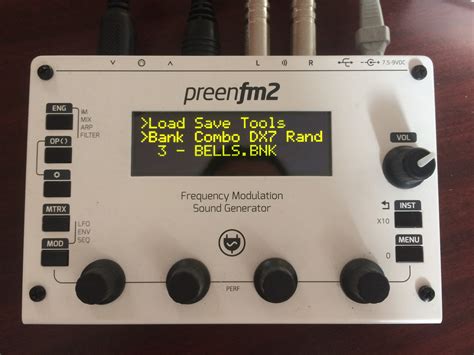 L R 7.5-9VDC
preenfm2
ENG
IM
MIX
ARP
FILTER
OP()
MTRX
LFO
ENV
SEQ
MOD
>Load Save Tools
>Bank Combo DX7 Rand
3 - BELLS.BNK
Frequency Modulation
Sound Generator
VOL
INST
X10
MENU
0
PERF